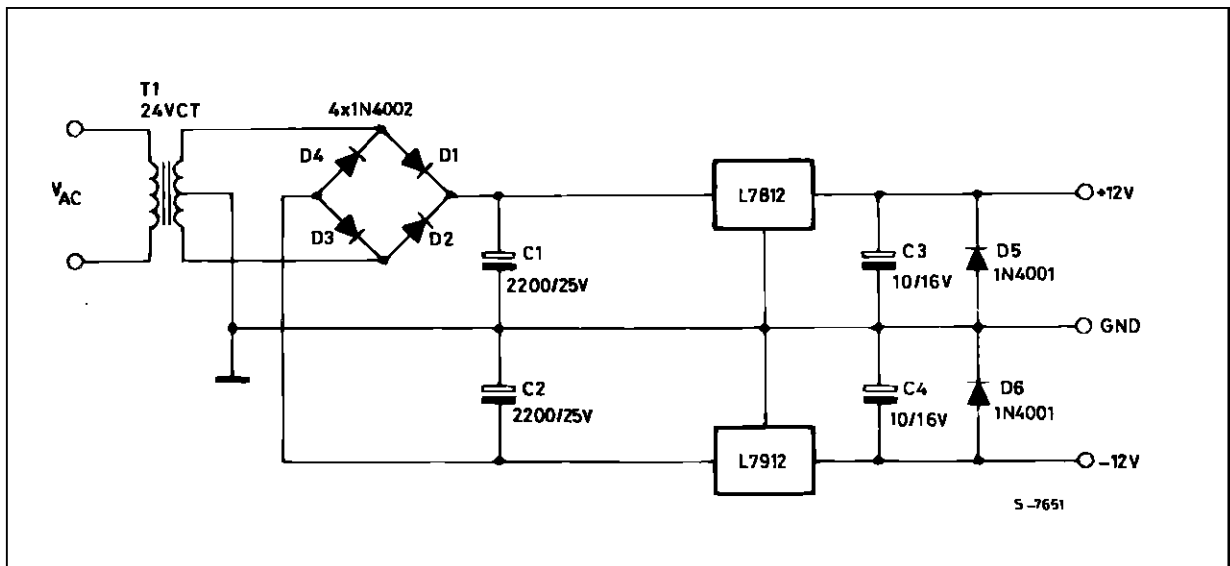 T1
24VCT
4x1N4002
D4
D1
VAC
D3
D2
L7812
+12V
C1
2200/25V
C3
10/16V
D5
1N4001
GND
C2
2200/25V
C4
10/16V
D6
1N4001
L7912
-12V
S-7651